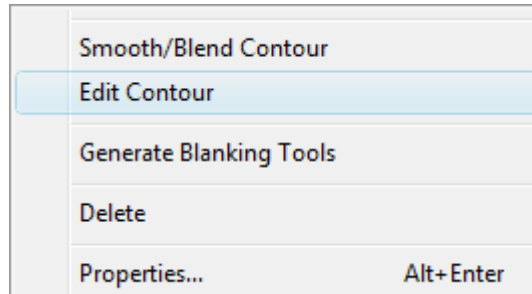 Smooth/Blend Contour
Edit Contour
Generate Blanking Tools
Delete
Properties... Alt+Enter